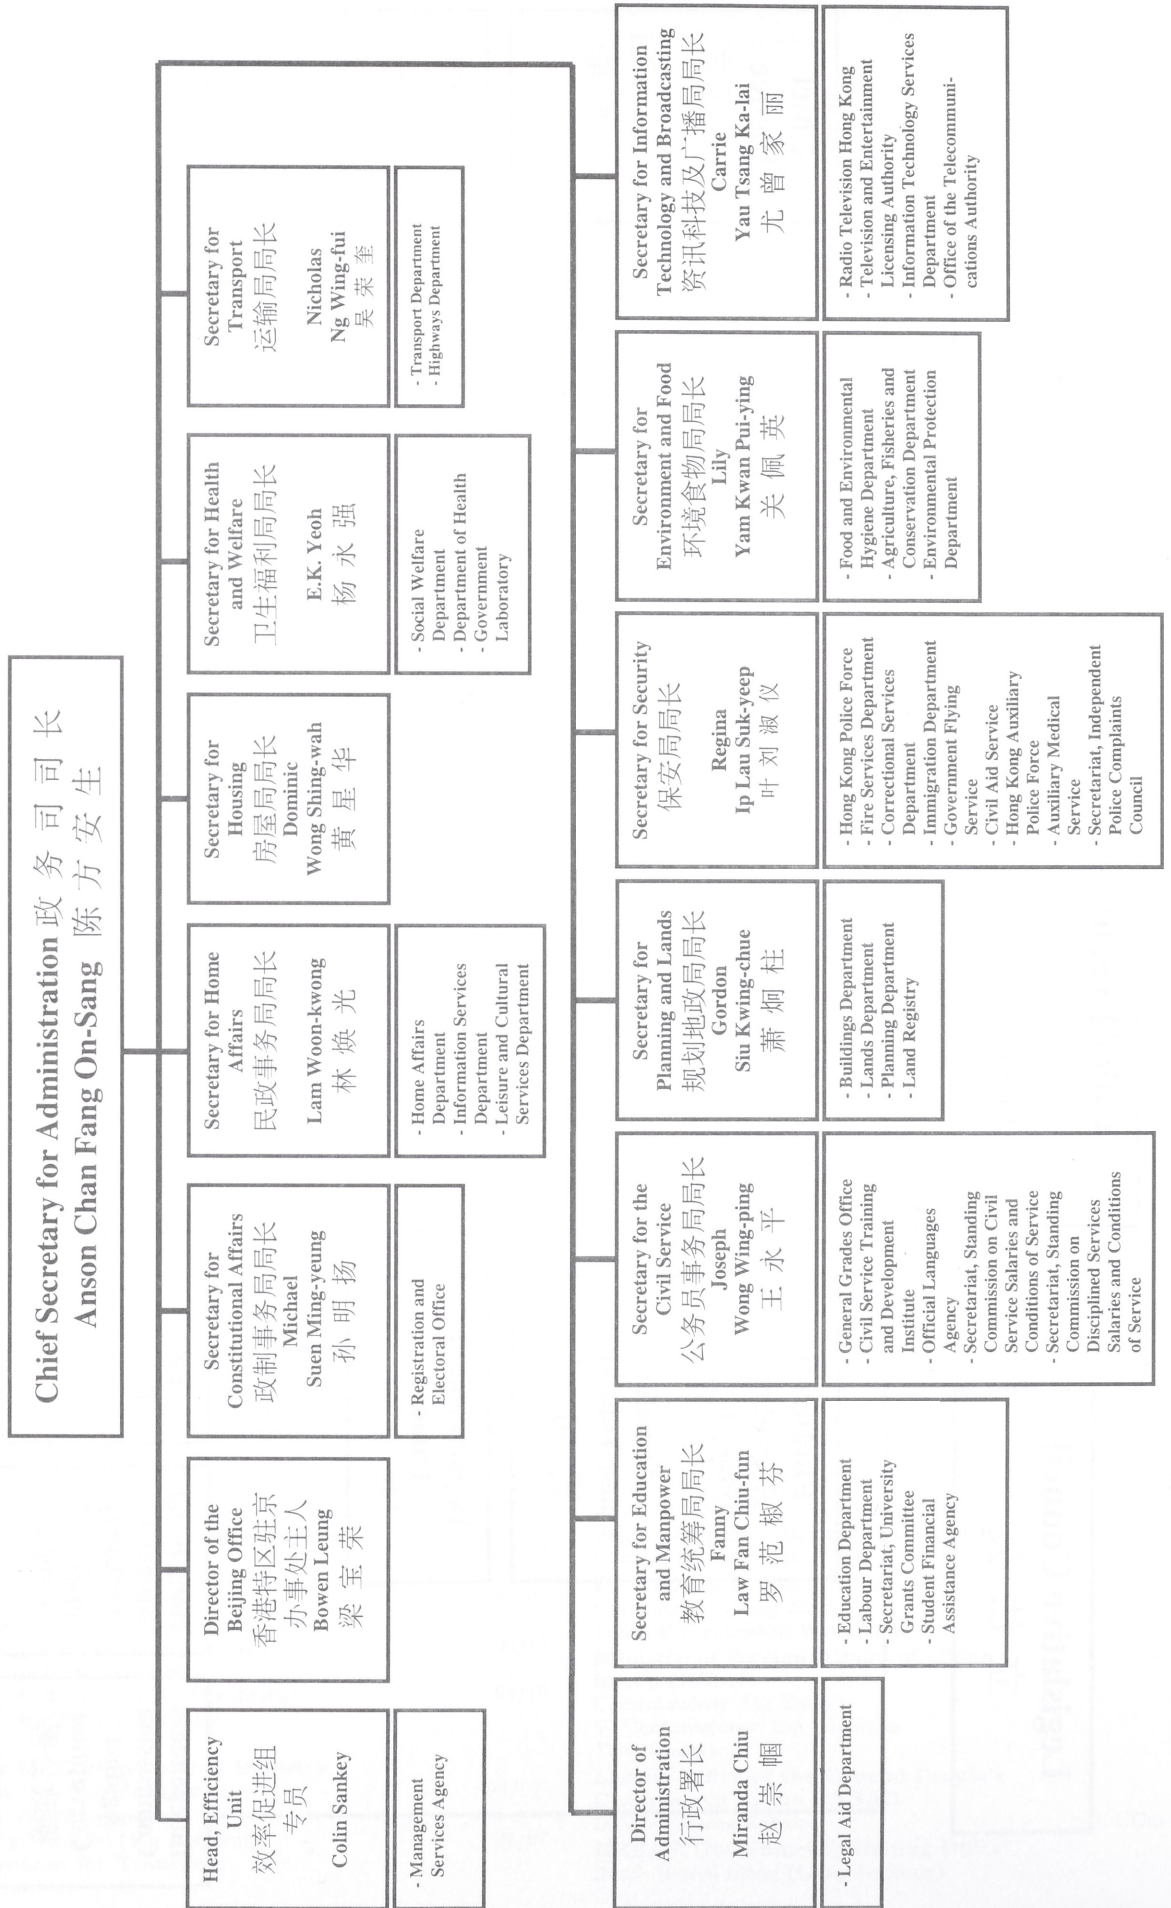 Chief Secretary for Administration 政务司司长
Anson Chan Fang On-Sang 陈方安生
Head, Efficiency
Unit
效率促进组
专员
Colin Sankey
- Management
Services Agency
Director of the
Beijing Office
香港特区驻京
办事处主人
Bowen Leung
梁宝荣
Secretary for
Constitutional Affairs
政制事务局局长
Michael
Suen Ming-yeung
孙明扬
- Registration and
Electoral Office
Secretary for Home
Affairs
民政事务局局长
Lam Woon-kwong
林焕光
- Home Affairs
Department
- Information Services
Department
- Leisure and Cultural
Services Department
Secretary for
Housing
房屋局局长
Dominic
Wong Shing-wah
黄星华
Secretary for Health
and Welfare
卫生福利局局长
E.K. Yeoh
杨永强
- Social Welfare
Department
- Department of Health
- Government
Laboratory
Secretary for
Transport
运输局局长
Nicholas
Ng Wing-fui
吴荣奎
- Transport Department
- Highways Department
Director of
Administration
行政署长
Miranda Chiu
赵崇帼
- Legal Aid Department
Secretary for Education
and Manpower
教育统筹局局长
Fanny
Law Fan Chiu-fun
罗范椒芬
- Education Department
- Labour Department
- Secretariat, University
Grants Committee
- Student Financial
Assistance Agency
Secretary for the
Civil Service
公务员事务局局长
Joseph
Wong Wing-ping
王永平
- General Grades Office
- Civil Service Training
and Development
Institute
- Official Languages
Agency
- Secretariat, Standing
Commission on Civil
Service Salaries and
Conditions of Service
- Secretariat, Standing
Commission on
Disciplined Services
Salaries and Conditions
of Service
Secretary for
Planning and Lands
规划地政局局长
Gordon
Siu Kwing-chue
萧炯柱
- Buildings Department
- Lands Department
- Planning Department
- Land Registry
Secretary for Security
保安局局长
Regina
Ip Lau Suk-yeep
叶刘淑仪
- Hong Kong Police Force
- Fire Services Department
- Correctional Services
Department
- Immigration Department
- Government Flying
Service
- Civil Aid Service
- Hong Kong Auxiliary
Police Force
- Auxiliary Medical
Service
- Secretariat, Independent
Police Complaints
Council
Secretary for
Environment and Food
环境食物局局长
Lily
Yam Kwan Pui-ying
关佩英
- Food and Environmental
Hygiene Department
- Agriculture, Fisheries and
Conservation Department
- Environmental Protection
Department
Secretary for Information
Technology and Broadcasting
资讯科技及广播局局长
Carrie
Yau Tsang Ka-lai
尤曾家丽
- Radio Television Hong Kong
- Television and Entertainment
Licensing Authority
- Information Technology Services
Department
- Office of the Telecommuni-
cations Authority